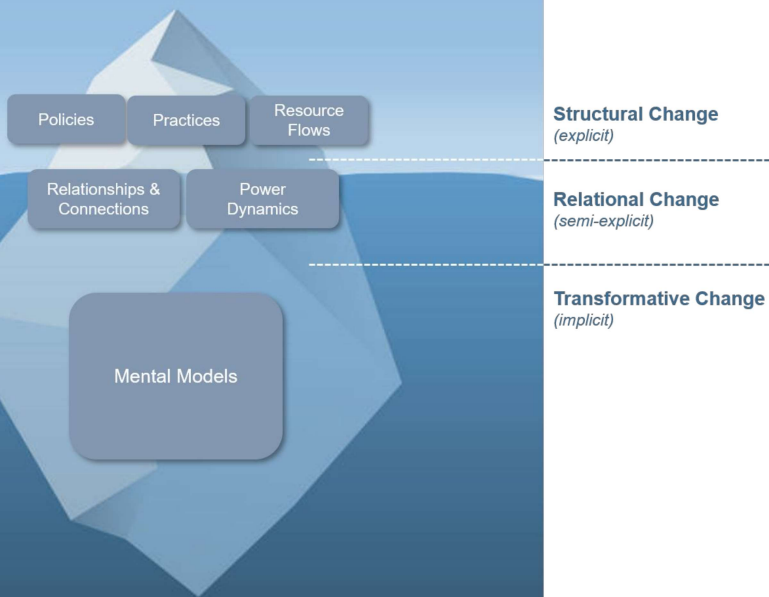 Policies
Practices
Resource
Flows
Structural Change
(explicit)
Relationships &
Connections
Power
Dynamics
Relational Change
(semi-explicit)
Mental Models
Transformative Change
(implicit)